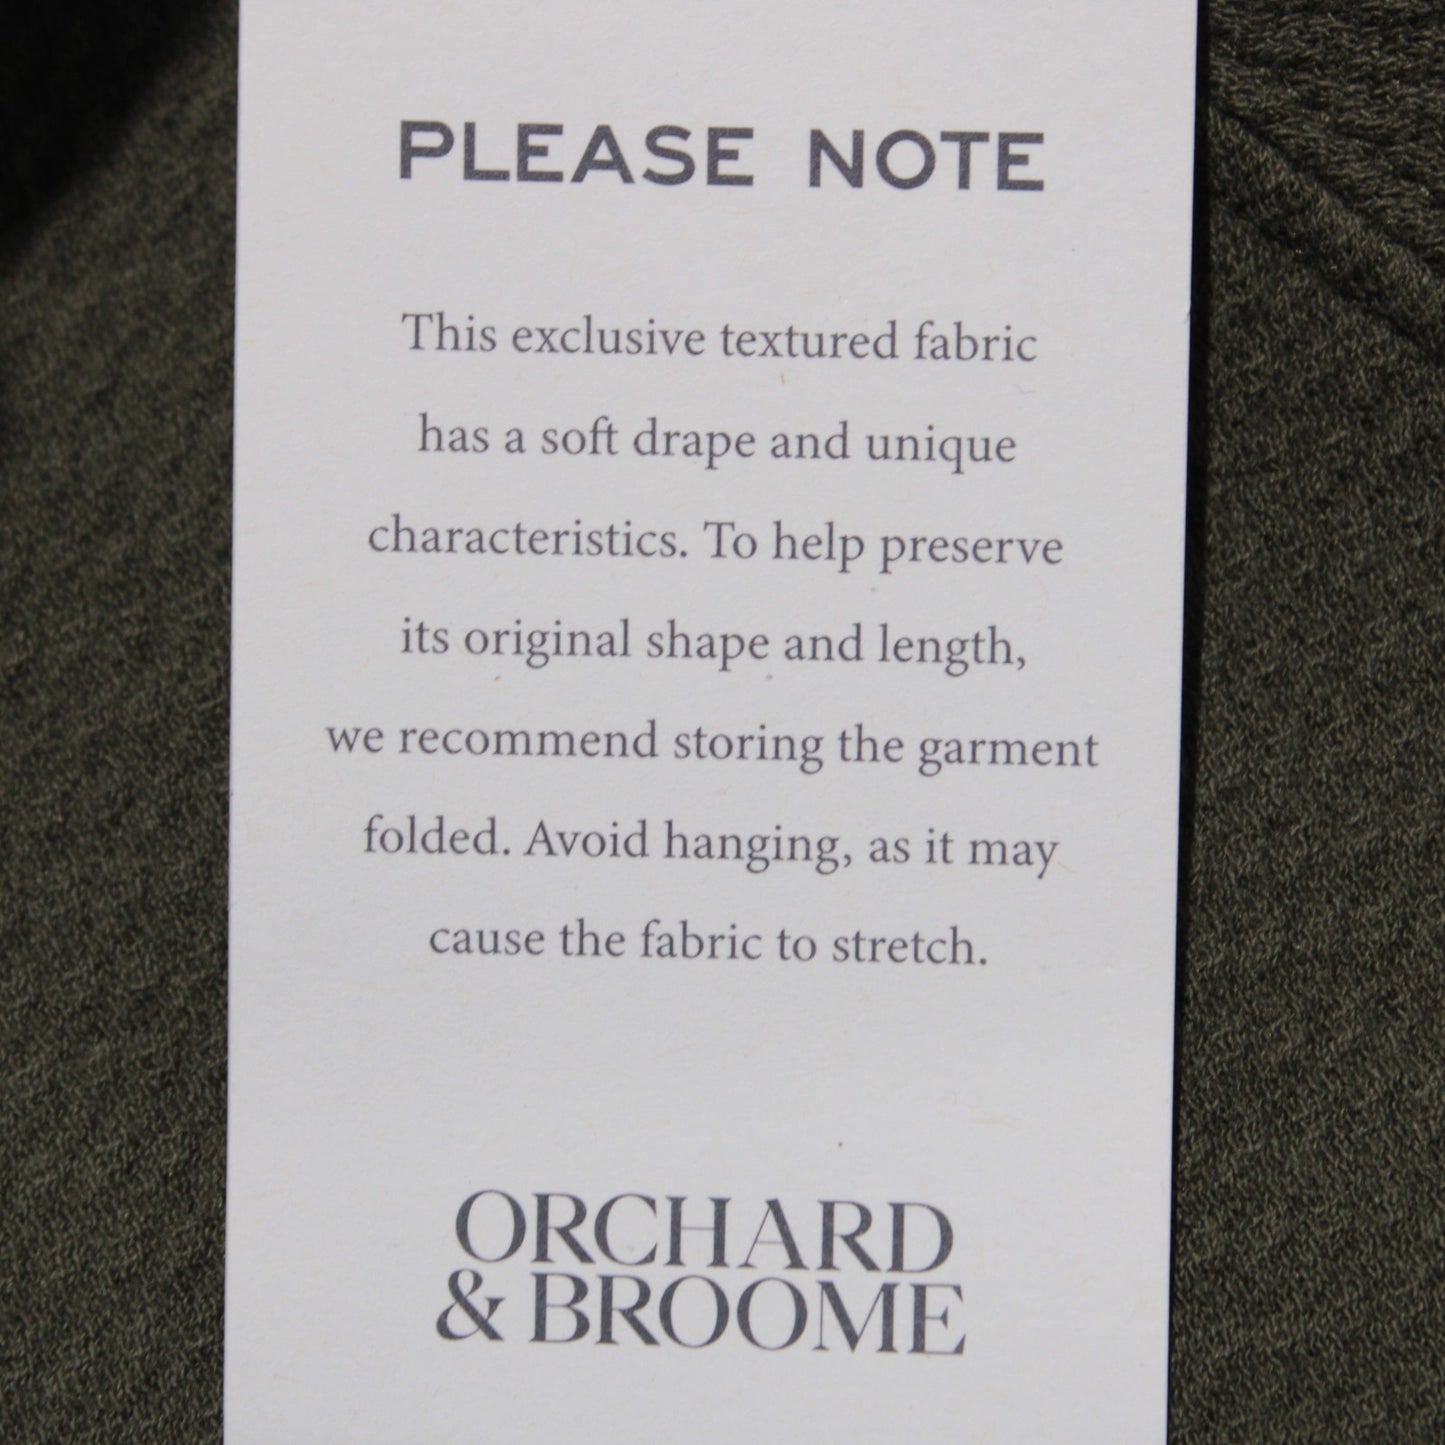 PLEASE NOTE
This exclusive textured fabric
has a soft drape and unique
characteristics. To help preserve
its original shape and length,
we recommend storing the garment
folded. Avoid hanging, as it may
cause the fabric to stretch.
ORCHARD
& BROOME